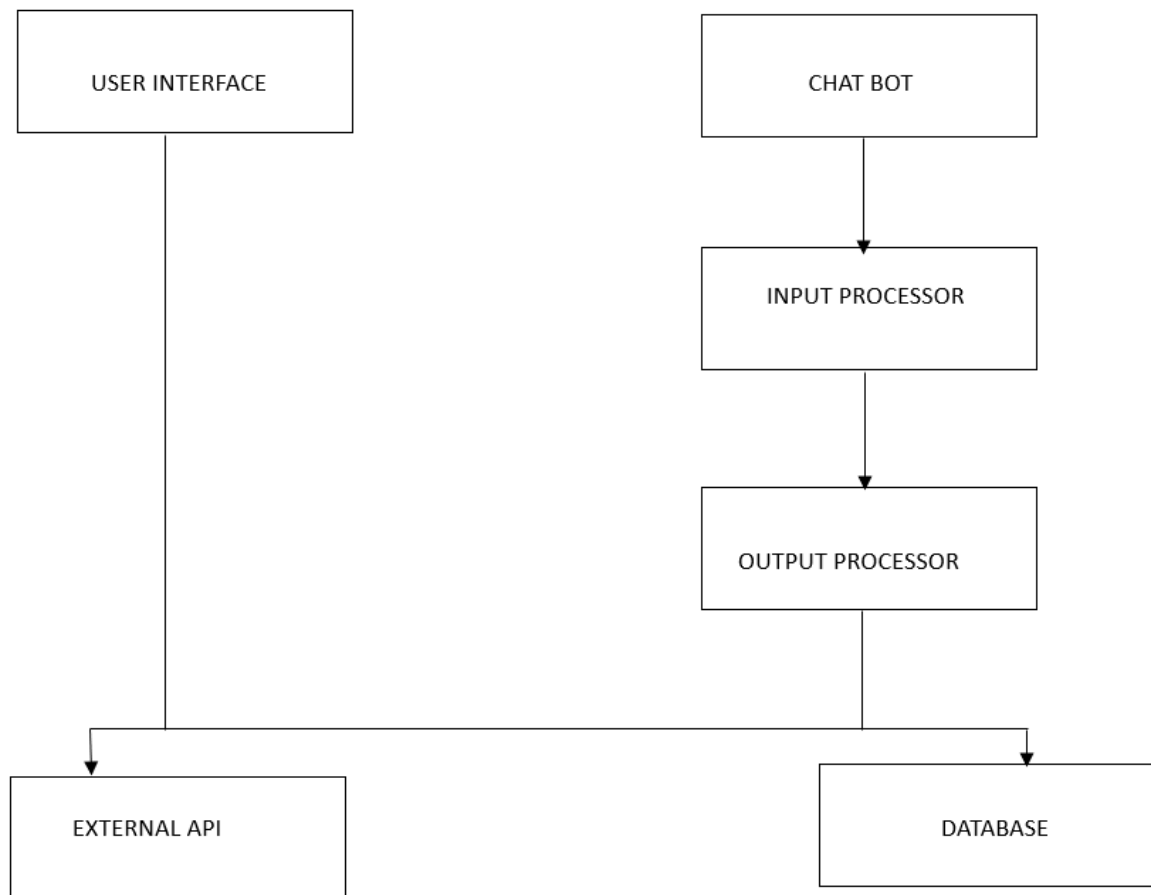 USER INTERFACE
CHAT BOT
INPUT PROCESSOR
OUTPUT PROCESSOR
EXTERNAL API
DATABASE